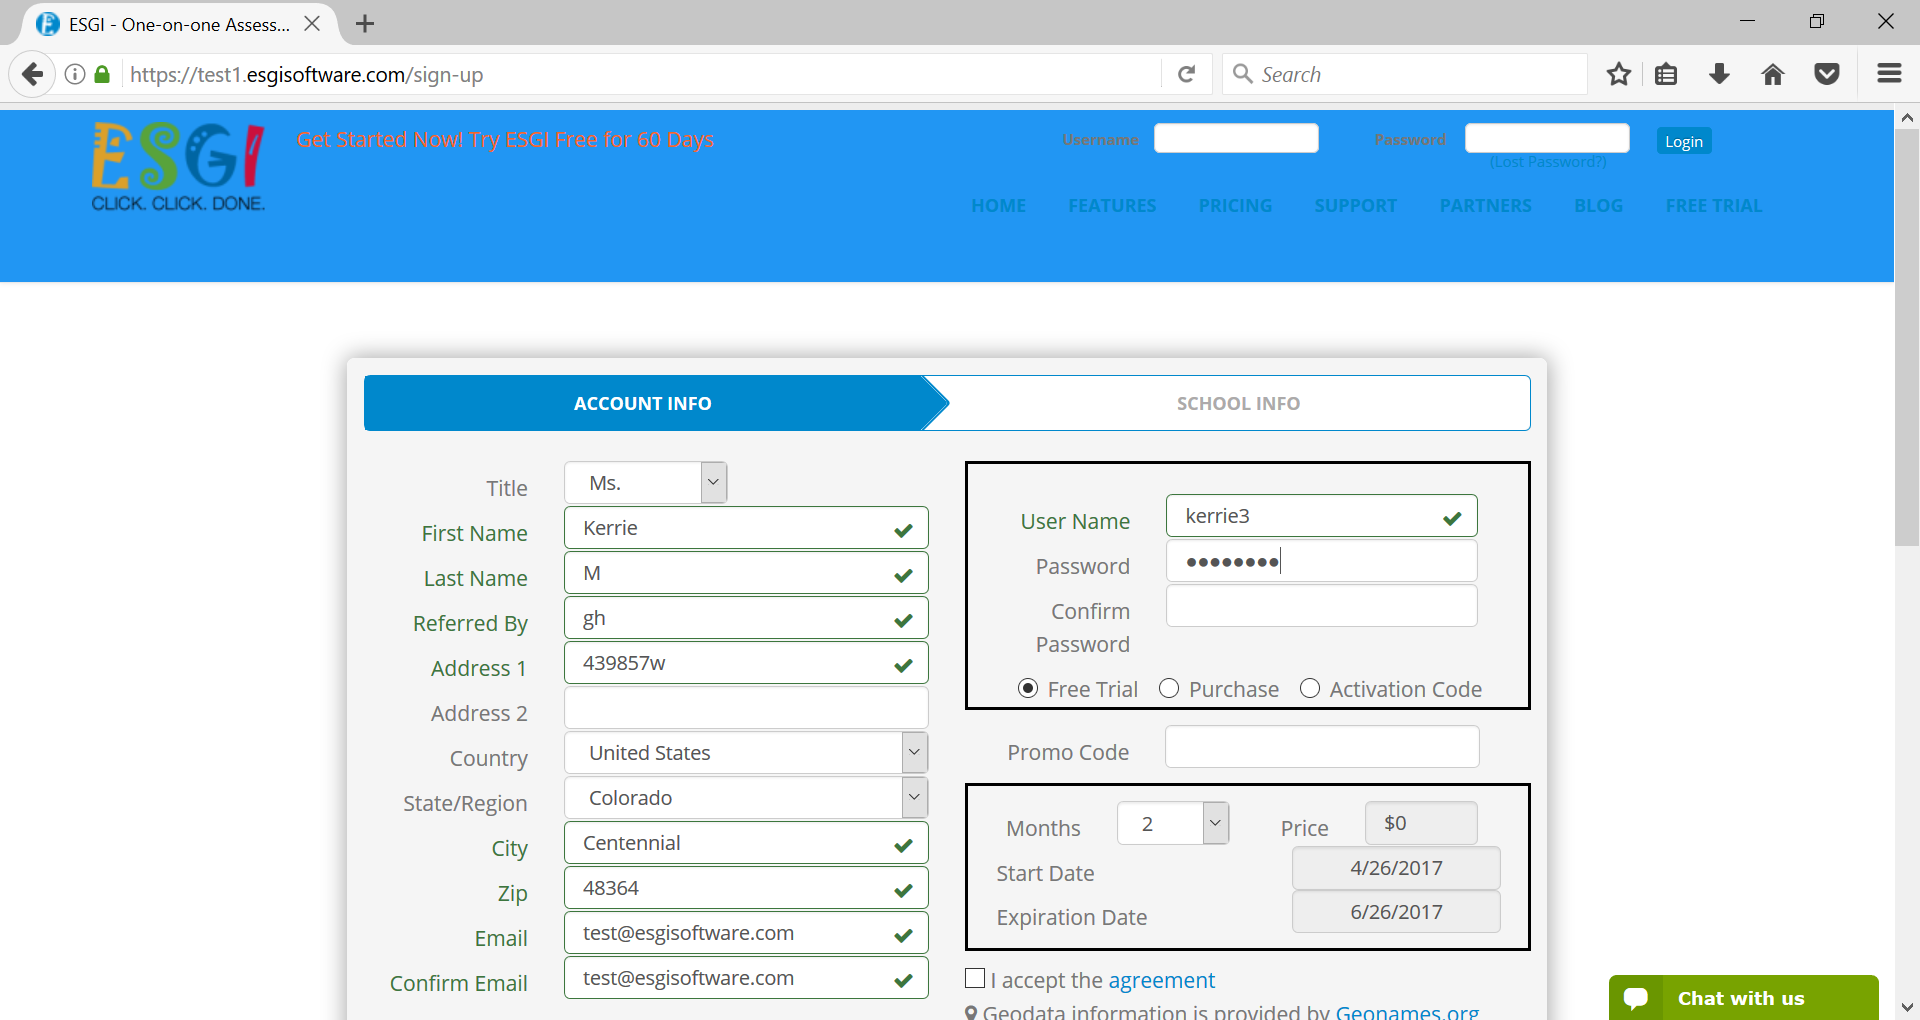 ESGI - One-on-one Assess...
https://test1.esgisoftware.com/sign-up
Search
ESGI
CLICK. CLICK. DONE.
Get Started Now! Try ESGI Free for 60 Days
Username
Password
Login
(Lost Password?)
HOME FEATURES PRICING SUPPORT PARTNERS BLOG FREE TRIAL
ACCOUNT INFO
SCHOOL INFO
Title Ms.
First Name Kerrie
Last Name M
Referred By gh
Address 1 439857w
Address 2
Country United States
State/Region Colorado
City Centennial
Zip 48364
Email test@esgisoftware.com
Confirm Email test@esgisoftware.com
User Name kerrie3
Password ●●●●●●●●
Confirm
Password
Free Trial Purchase Activation Code
Promo Code
Months 2 Price $0
Start Date 4/26/2017
Expiration Date 6/26/2017
I accept the agreement
Geodata information is provided by Geonames.org
Chat with us